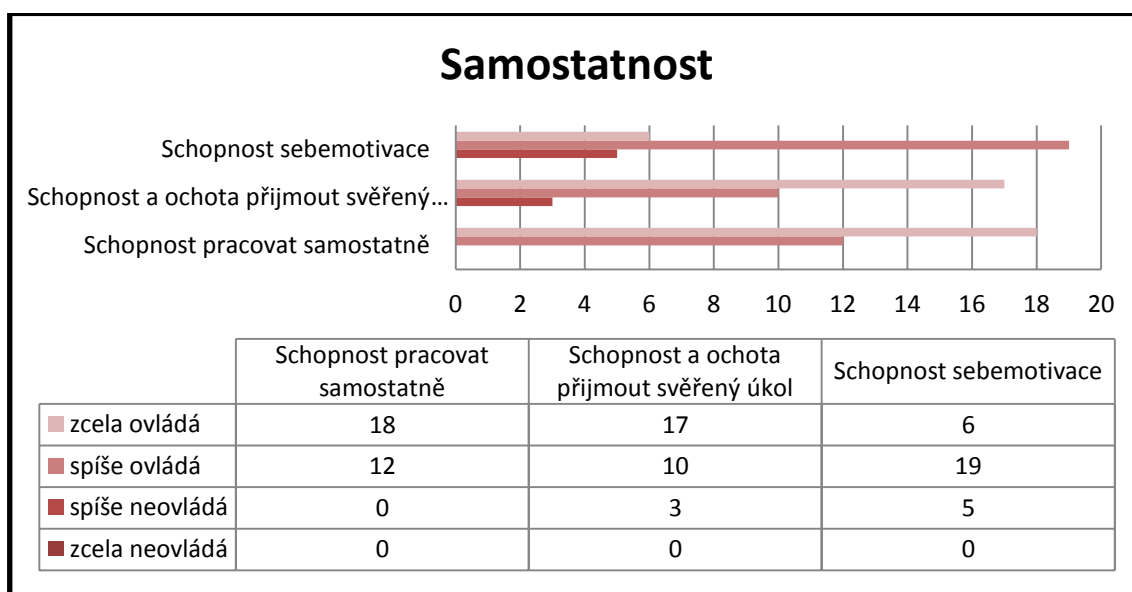 Samostatnost
Schopnost sebemotivace
Schopnost a ochota přijmout svěřený…
Schopnost pracovat samostatně
0 2 4 6 8 10 12 14 16 18 20
Schopnost pracovat
samostatně
Schopnost a ochota
přijmout svěřený úkol
Schopnost sebemotivace
zcela ovládá 18 17 6
spíše ovládá 12 10 19
spíše neovládá 0 3 5
zcela neovládá 0 0 0